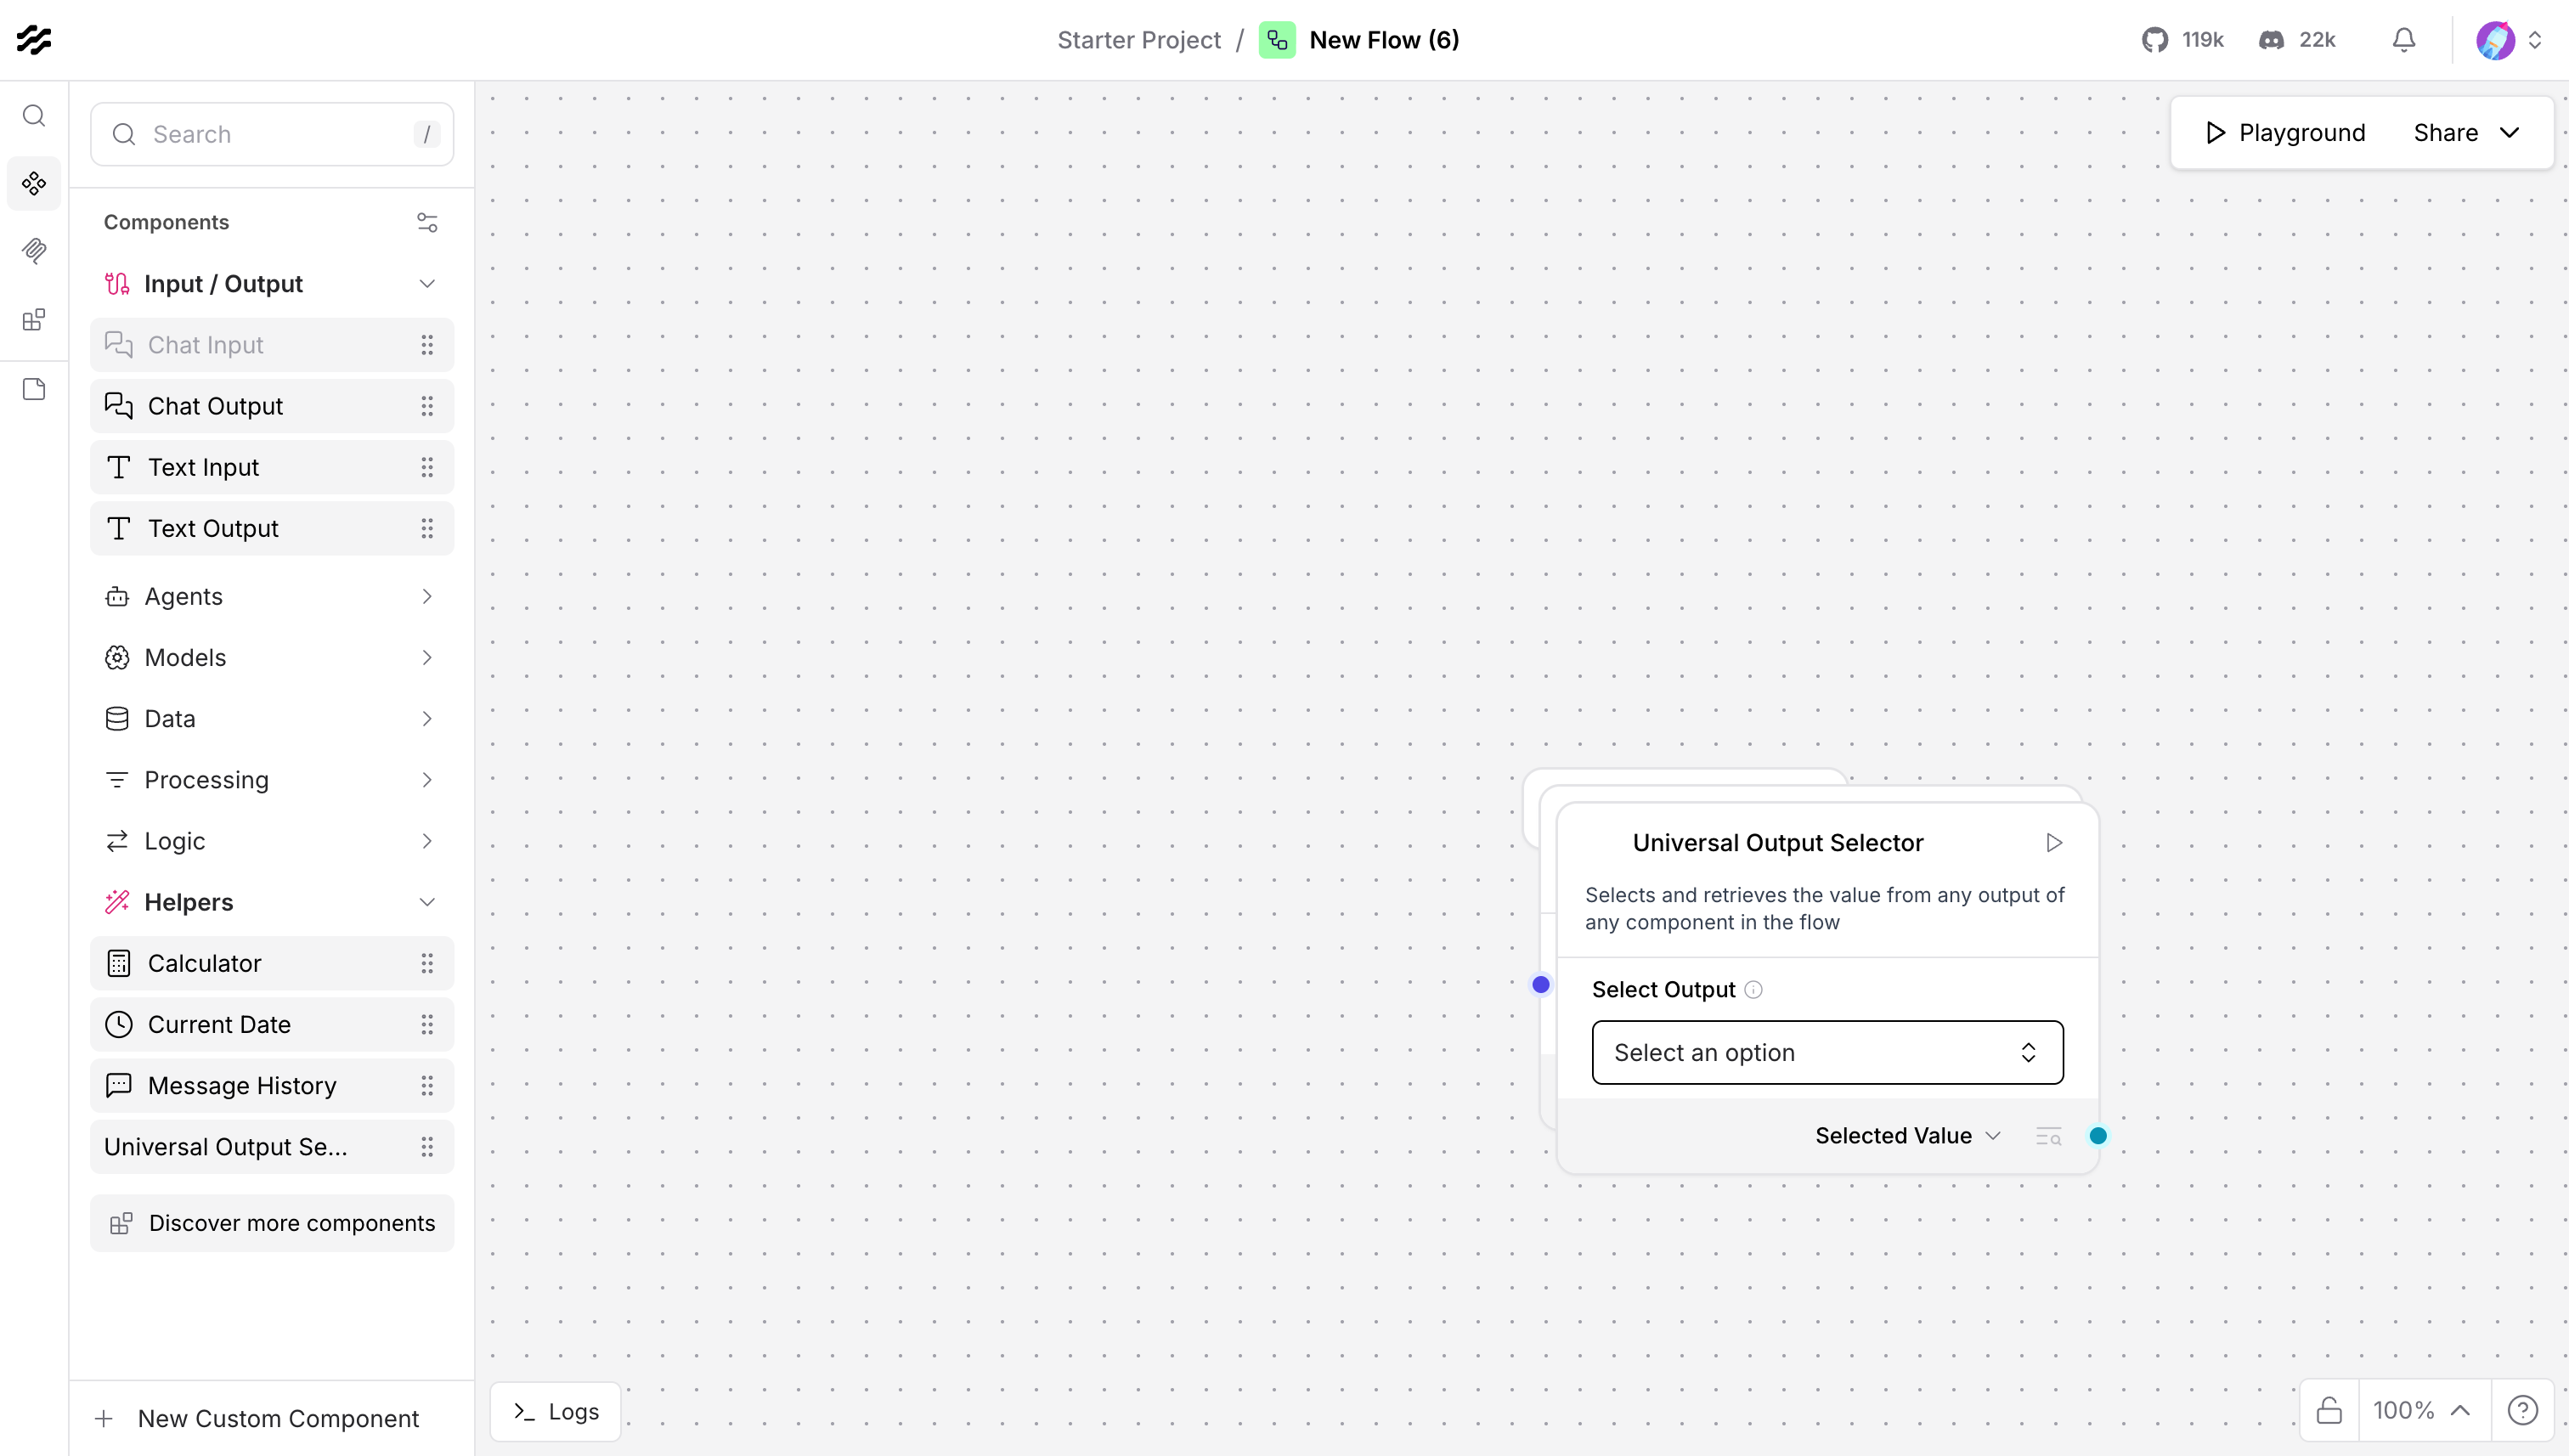 Starter Project / New Flow (6)
119k
22k
Search
/
Playground
Share
Components
Input / Output
Chat Input
Chat Output
Text Input
Text Output
Agents
Models
Data
Processing
Logic
Helpers
Calculator
Current Date
Message History
Universal Output Se...
Discover more components
New Custom Component
Universal Output Selector
Selects and retrieves the value from any output of
any component in the flow
Select Output
Select an option
Selected Value
Logs
100%